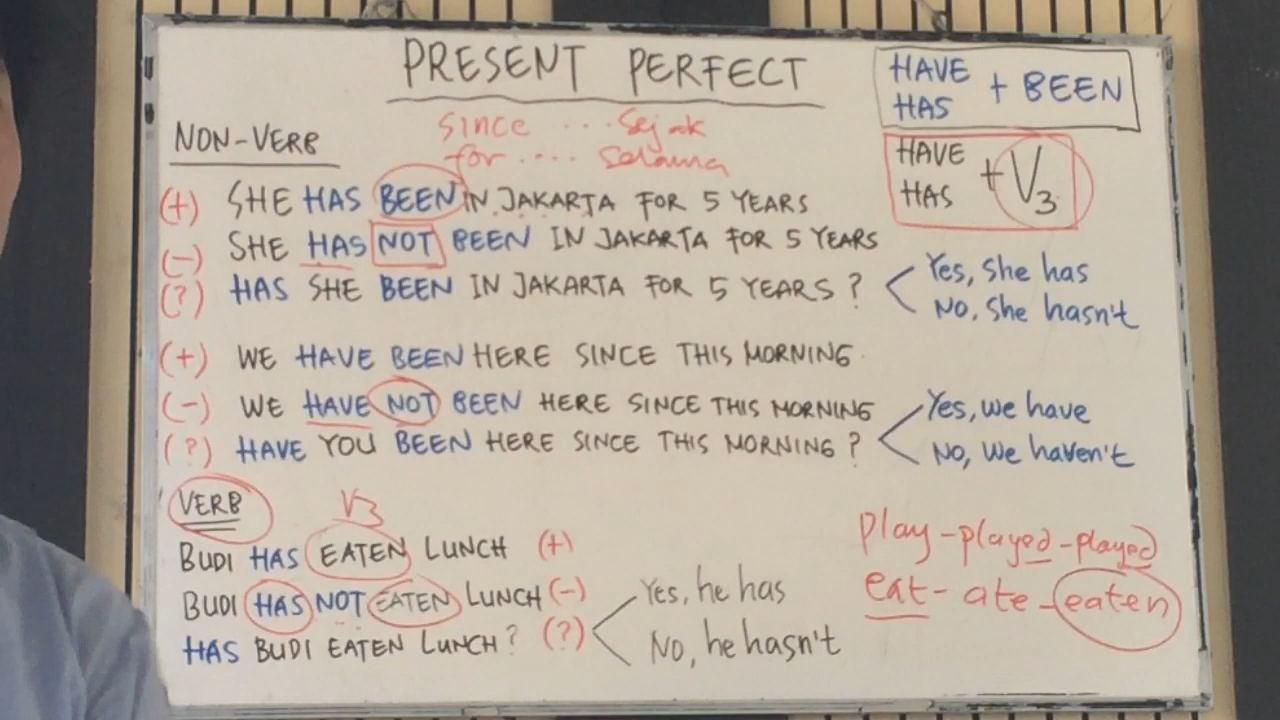 PRESENT PERFECT
HAVE
HAS + BEEN
since .... sejak
for .... selama
HAVE
HAS + V3
NON-VERB
(+) SHE HAS BEEN IN JAKARTA FOR 5 YEARS
(-) SHE HAS NOT BEEN IN JAKARTA FOR 5 YEARS
(?) HAS SHE BEEN IN JAKARTA FOR 5 YEARS ?
Yes, She has
No, She hasn't
(+) WE HAVE BEEN HERE SINCE THIS MORNING
(-) WE HAVE NOT BEEN HERE SINCE THIS MORNING
(?) HAVE YOU BEEN HERE SINCE THIS MORNING ?
Yes, we have
No, we haven't
VERB
V3
BUDI HAS EATEN LUNCH (+)
BUDI HAS NOT EATEN LUNCH (-)
HAS BUDI EATEN LUNCH ? (?)
Yes, he has
No, he hasn't
play - played - played
eat - ate - eaten